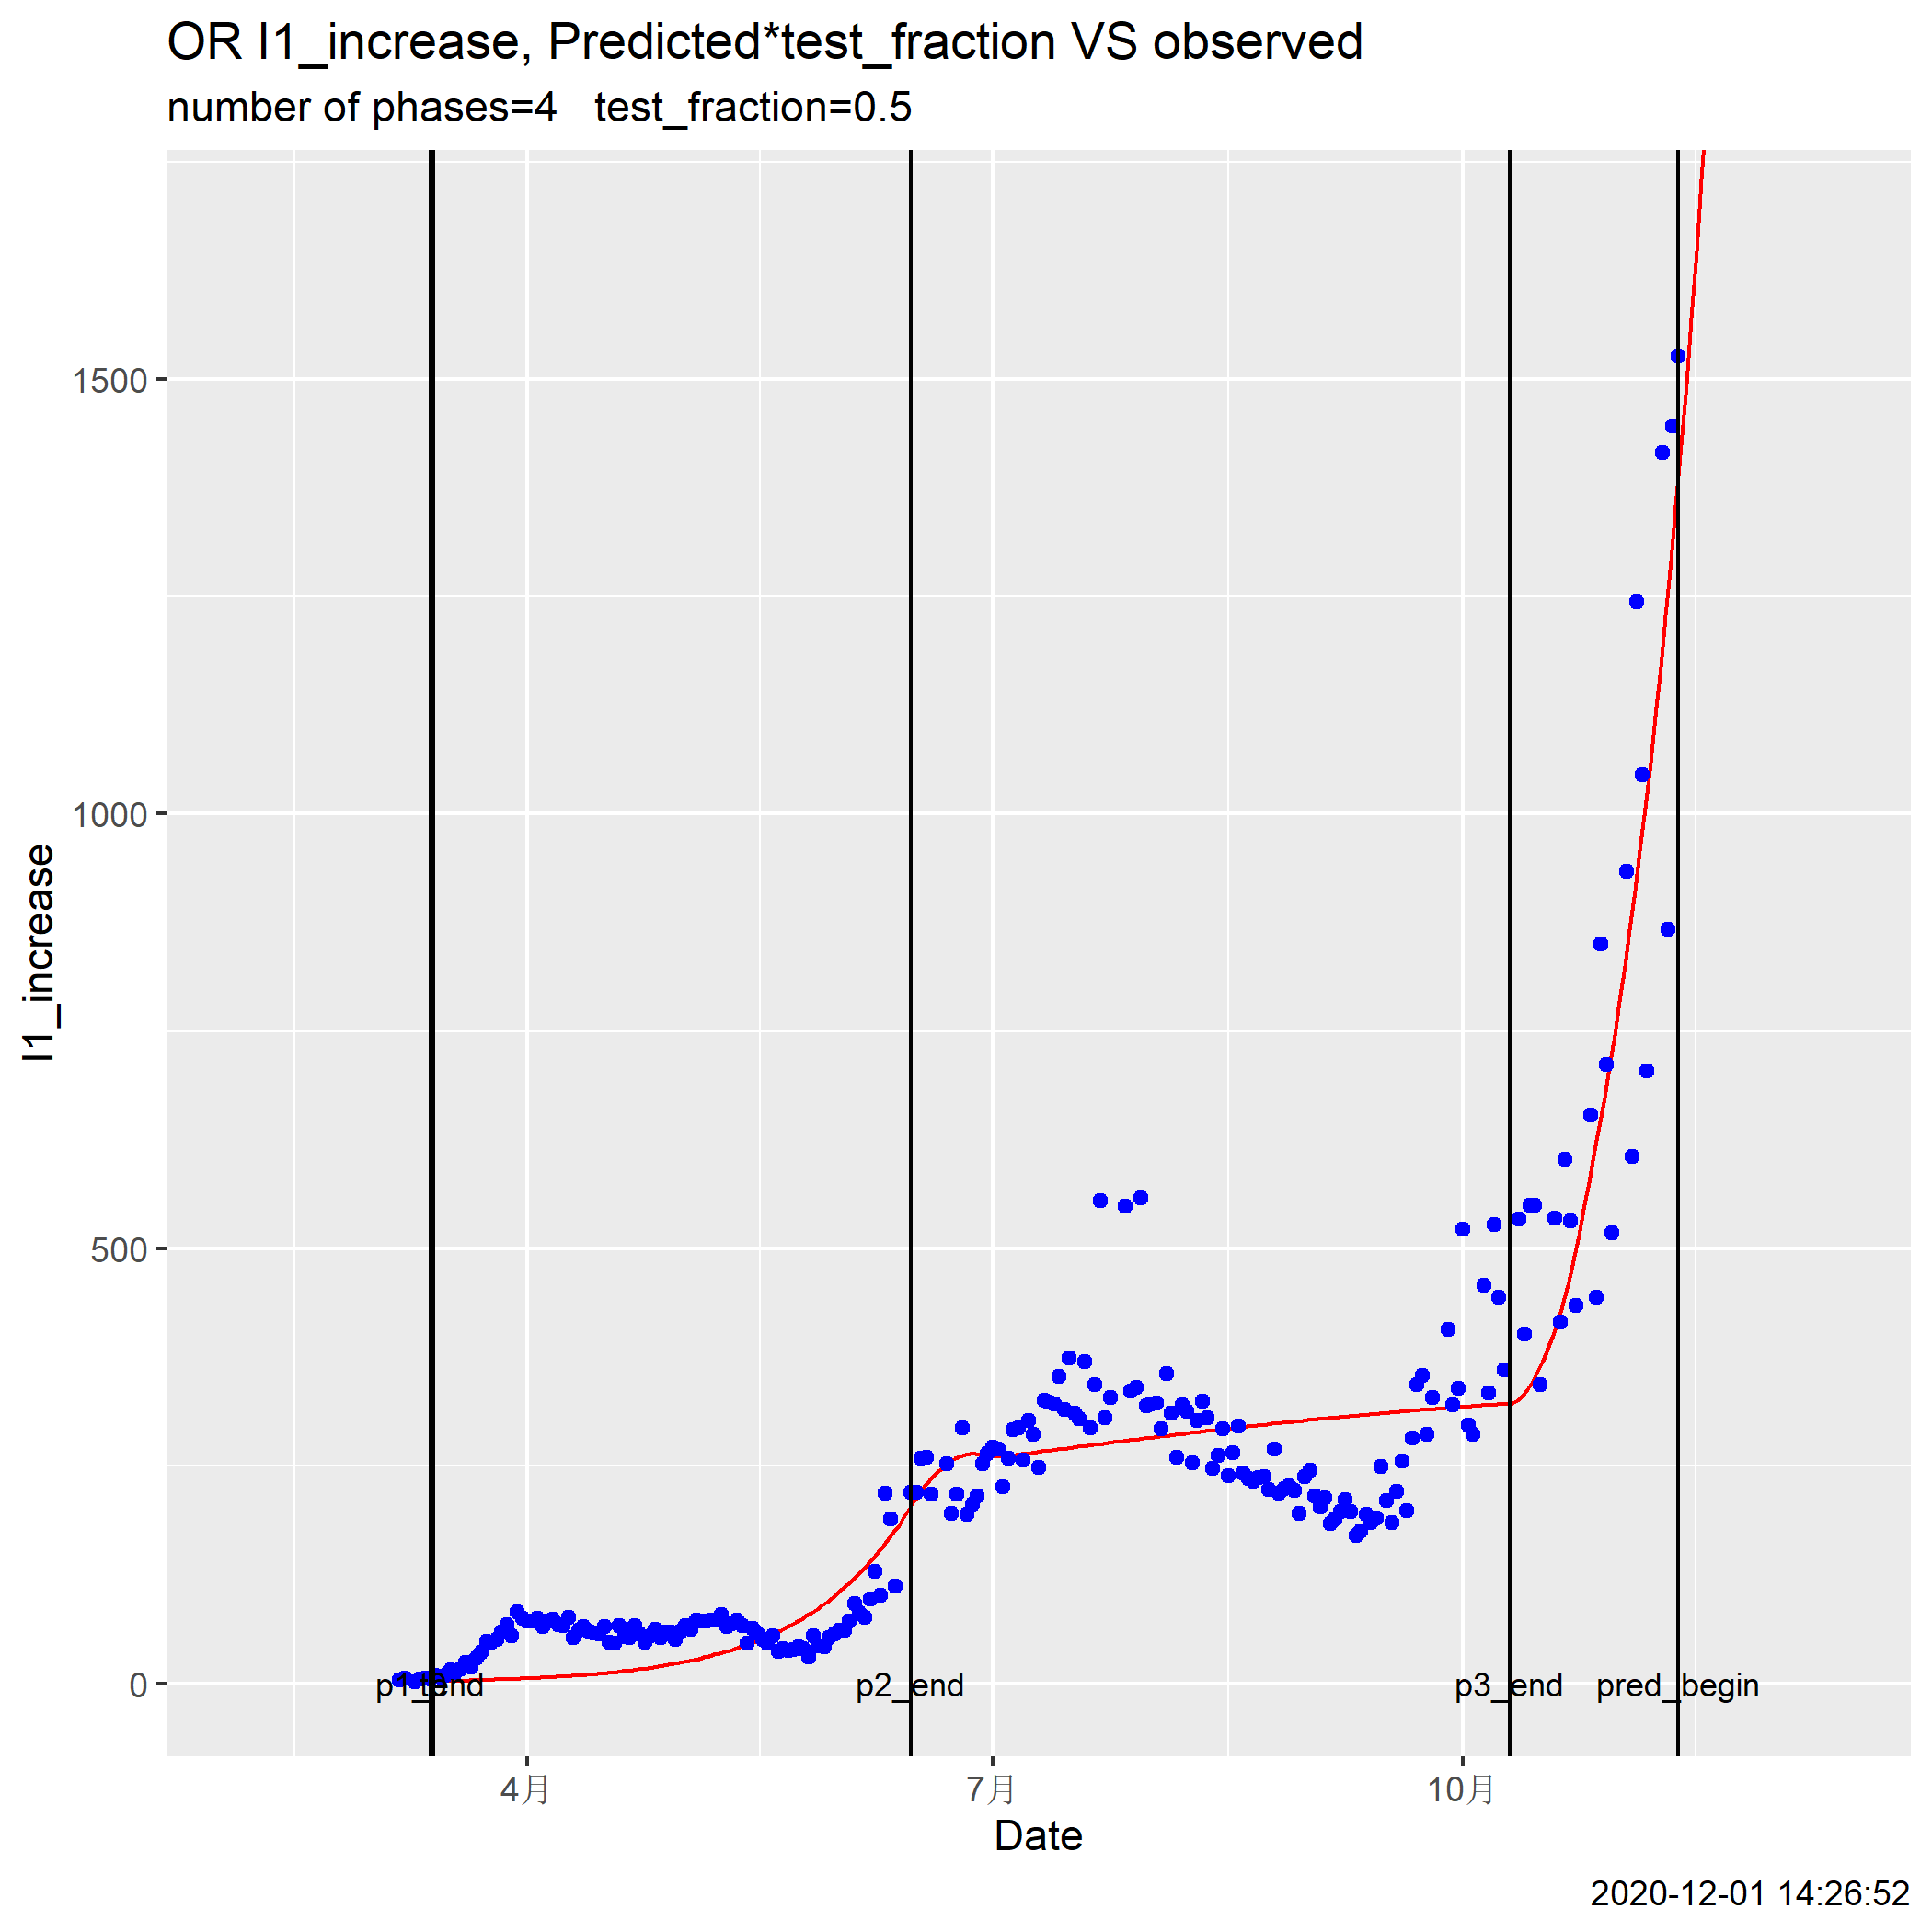 OR I1_increase, Predicted*test_fraction VS observed
number of phases=4 test_fraction=0.5
1500
1000
500
0
I1_increase
p2_end
p3_end
pred_begin
4月
7月
10月
Date
2020-12-01 14:26:52